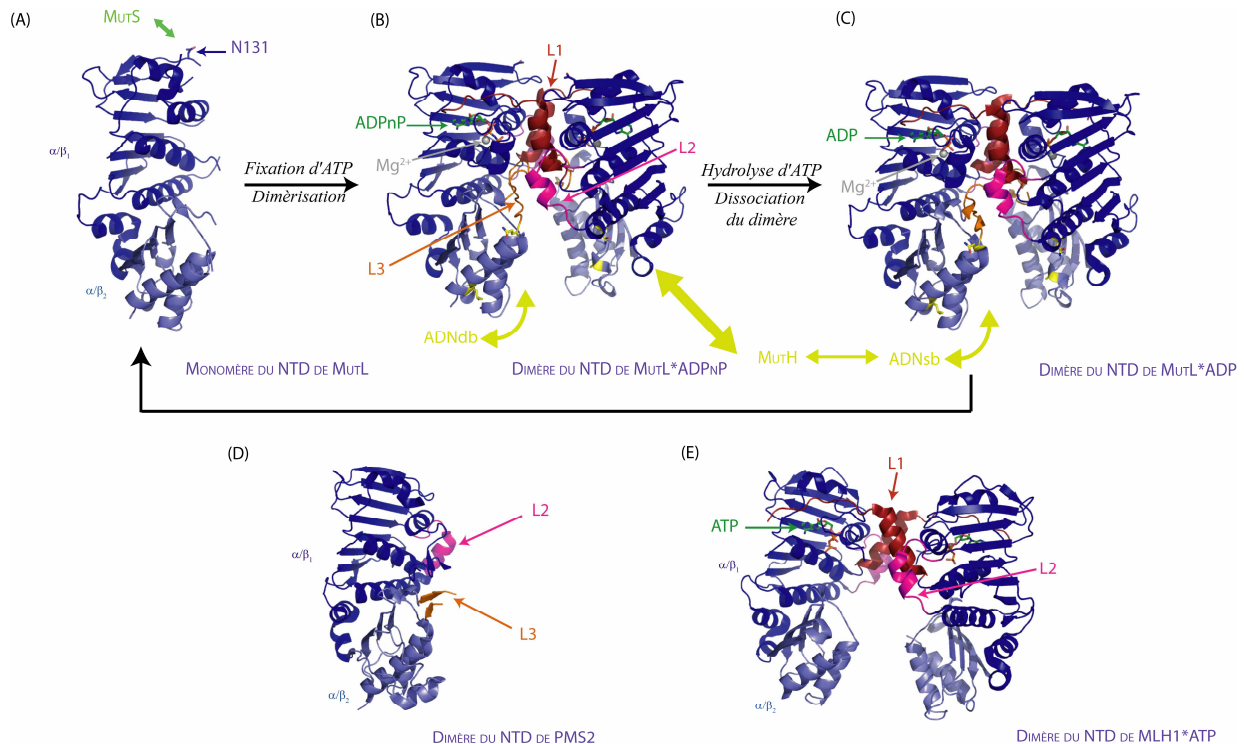 (A)
MutS
N131
α/β1
α/β2
Monomère du NTD de MutL
Fixation d'ATP
Dimèrisation
(B)
L1
ADPnP
Mg2+
L2
L3
ADNdb
Dimère du NTD de MutL*ADPnP
Hydrolyse d'ATP
Dissociation
du dimère
MutH
ADNsb
(C)
ADP
Mg2+
Dimère du NTD de MutL*ADP
(D)
L2
α/β1
L3
α/β2
Dimère du NTD de PMS2
(E)
L1
ATP
α/β1
L2
α/β2
Dimère du NTD de MLH1*ATP